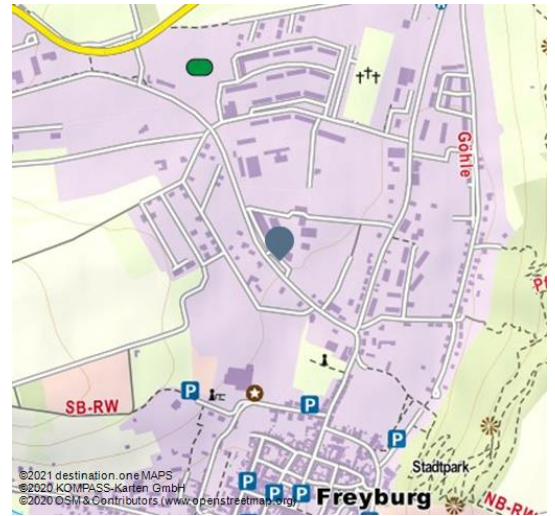 Göhle
Pf
SB-RW
P
P
P
P
P
P
Stadtpark
Freyburg
NB-RW
©2021 destination.one MAPS
©2020 KOMPASS-Karten GmbH
©2020 OSM & Contributors (www.openstreetmap.org)